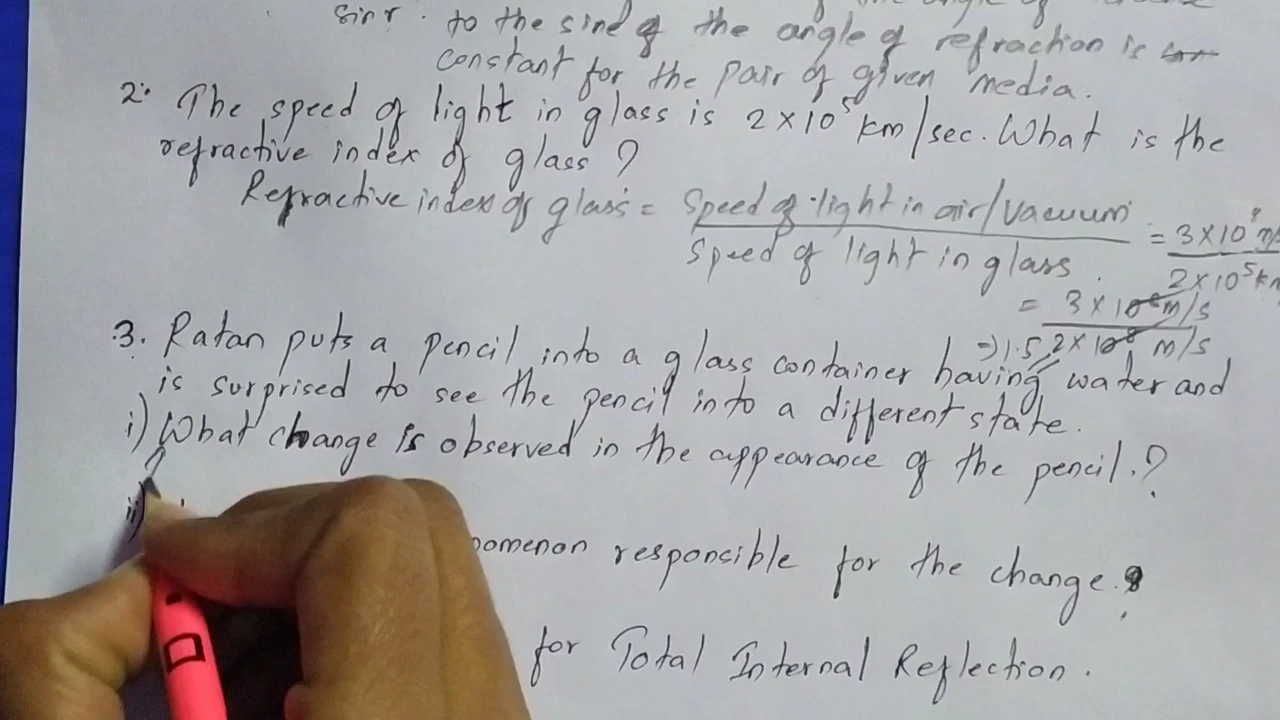 sin r. to the sine of the angle of refraction is
constant for the pair of given media.
2. The speed of light in glass is 2×10⁵ km/sec. What is the
refractive index of glass ?
Refractive index of glass = Speed of light in air/vacuum = 3×10⁸ m/
Speed of light in glass. 2×10⁵ km
= 3 × 10⁸ m/s
⇒ 1.5 2 × 10⁸ m/s
3. Ratan puts a pencil into a glass container having water and
is surprised to see the pencil into a different state.
i) What change is observed in the appearance of the pencil.?
ii) nomenon responsible for the change.?
for Total Internal Reflection.